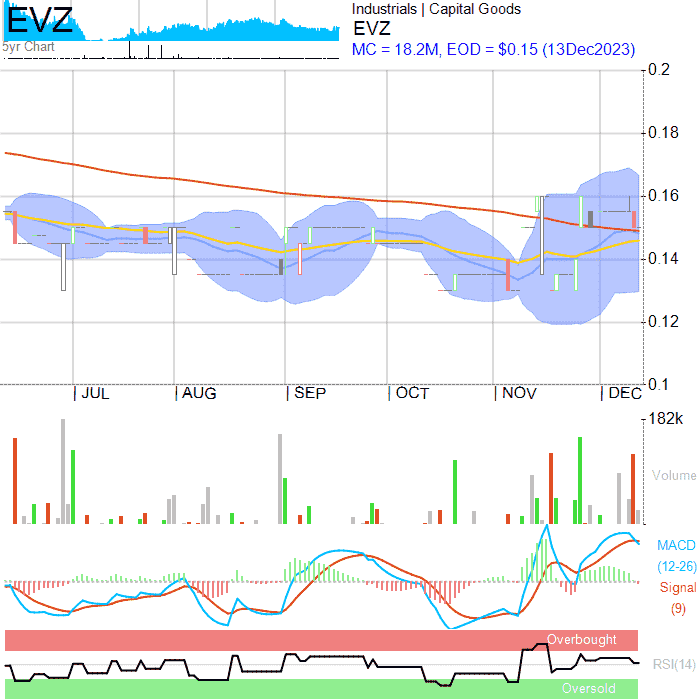 EVZ
5yr Chart
Industrials | Capital Goods
EVZ
MC = 18.2M, EOD = $0.15 (13Dec2023)
0.2
0.18
0.16
0.14
0.12
0.1
| JUL | AUG | SEP | OCT | NOV | DEC
182k
Volume
MACD
(12-26)
Signal
(9)
Overbought
RSI(14)
Oversold